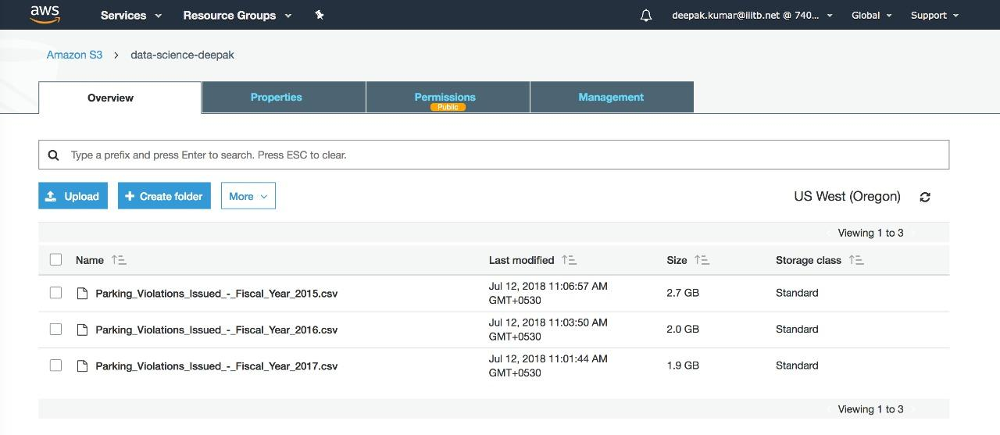 aws Services Resource Groups deepak.kumar@iiitb.net @ 740... Global Support
Amazon S3 > data-science-deepak
Overview Properties Permissions Management
Public
Type a prefix and press Enter to search. Press ESC to clear.
Upload + Create folder More US West (Oregon)
Viewing 1 to 3
Name Last modified Size Storage class
Parking_Violations_Issued_-_Fiscal_Year_2015.csv Jul 12, 2018 11:06:57 AM 2.7 GB Standard
GMT+0530
Parking_Violations_Issued_-_Fiscal_Year_2016.csv Jul 12, 2018 11:03:50 AM 2.0 GB Standard
GMT+0530
Parking_Violations_Issued_-_Fiscal_Year_2017.csv Jul 12, 2018 11:01:44 AM 1.9 GB Standard
GMT+0530
Viewing 1 to 3